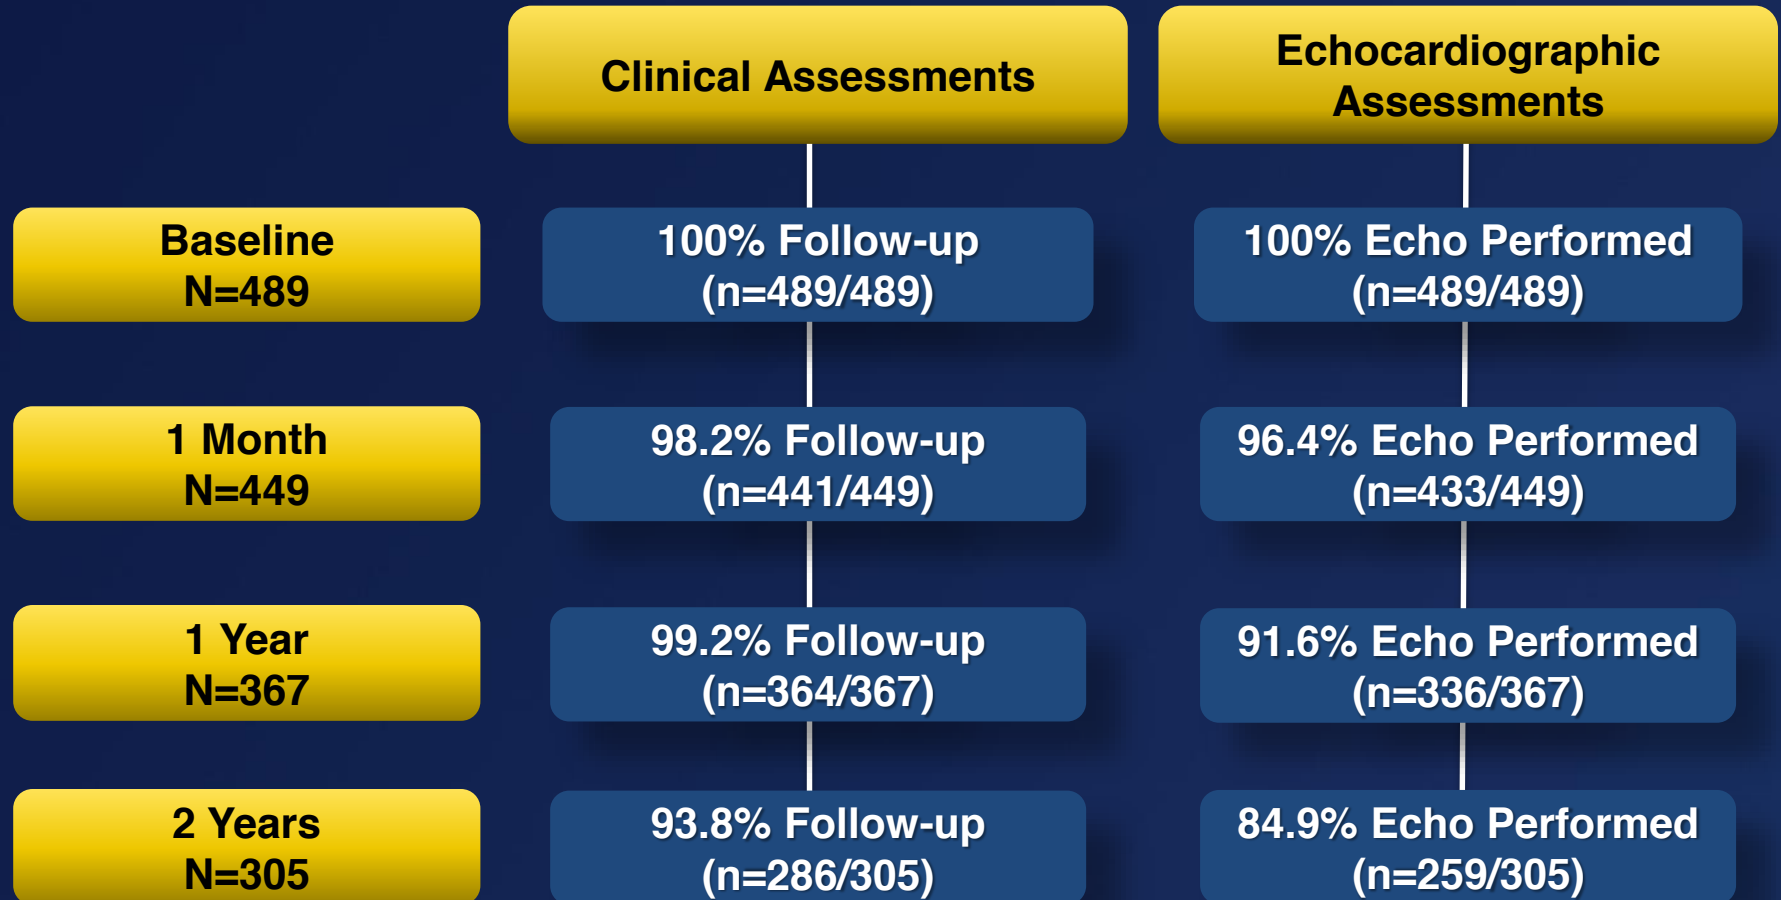 Clinical Assessments
Echocardiographic
Assessments
Baseline
N=489
100% Follow-up
(n=489/489)
100% Echo Performed
(n=489/489)
1 Month
N=449
98.2% Follow-up
(n=441/449)
96.4% Echo Performed
(n=433/449)
1 Year
N=367
99.2% Follow-up
(n=364/367)
91.6% Echo Performed
(n=336/367)
2 Years
N=305
93.8% Follow-up
(n=286/305)
84.9% Echo Performed
(n=259/305)